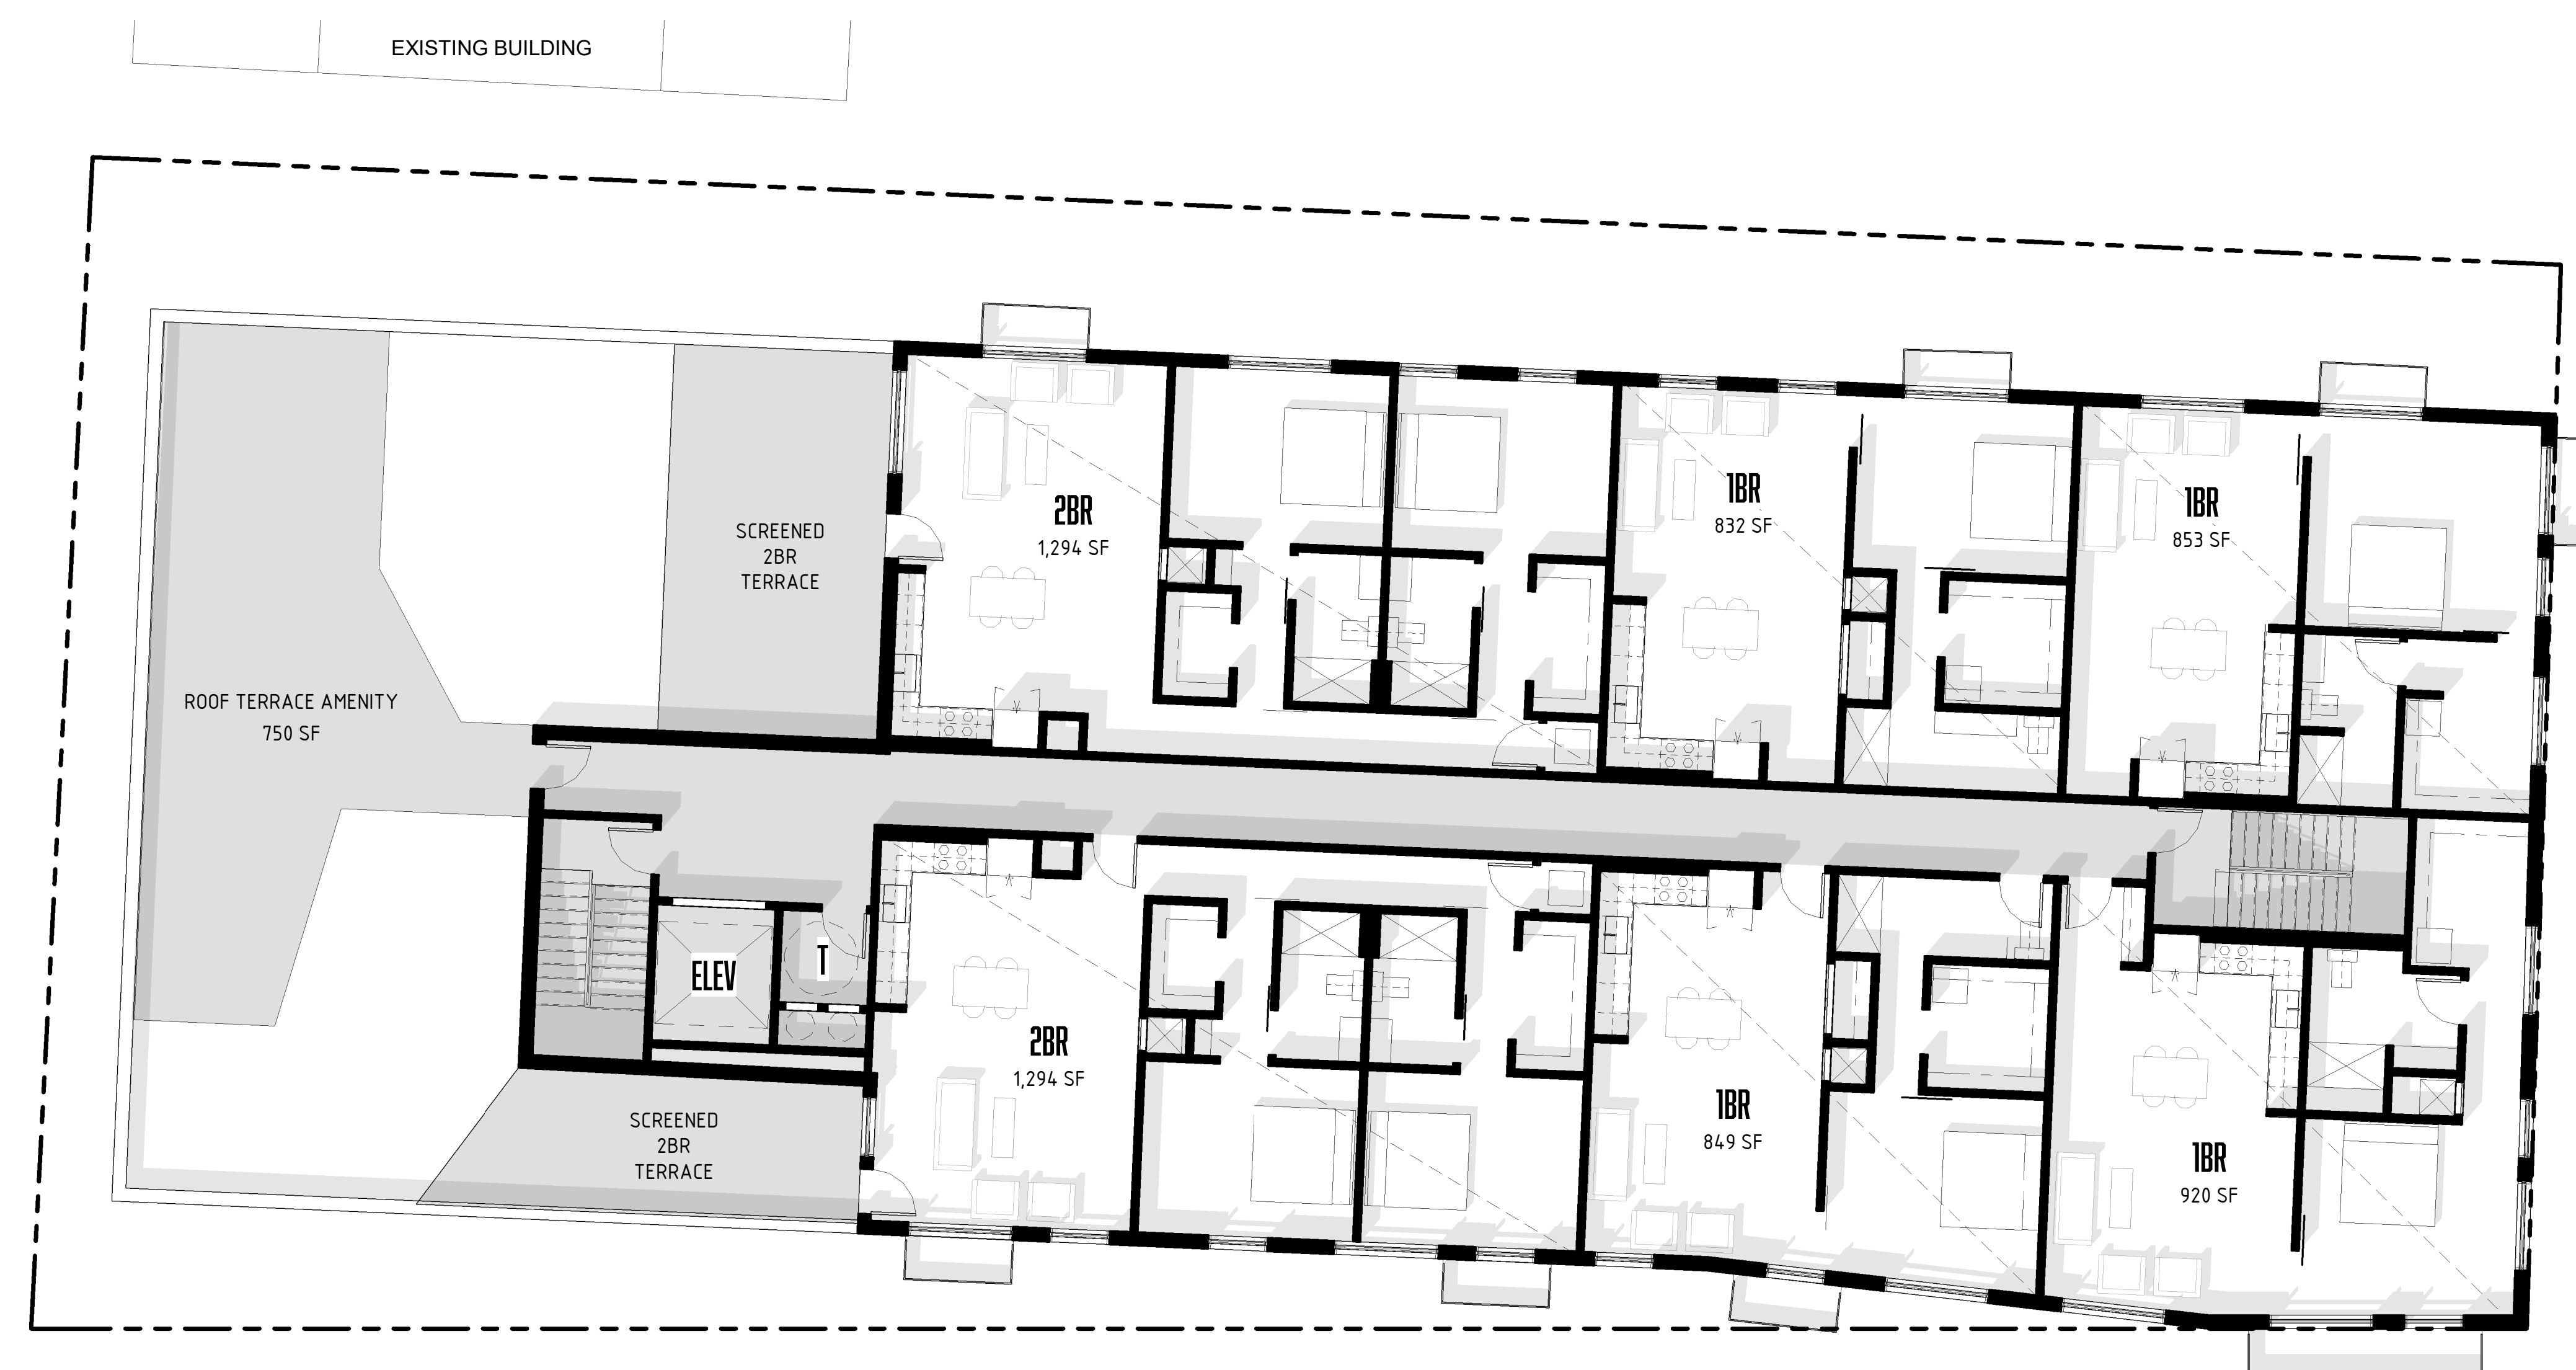 EXISTING BUILDING
SCREENED
2BR
TERRACE
2BR
1,294 SF
1BR
832 SF
1BR
853 SF
ROOF TERRACE AMENITY
750 SF
ELEV
T
2BR
1,294 SF
1BR
849 SF
1BR
920 SF
SCREENED
2BR
TERRACE